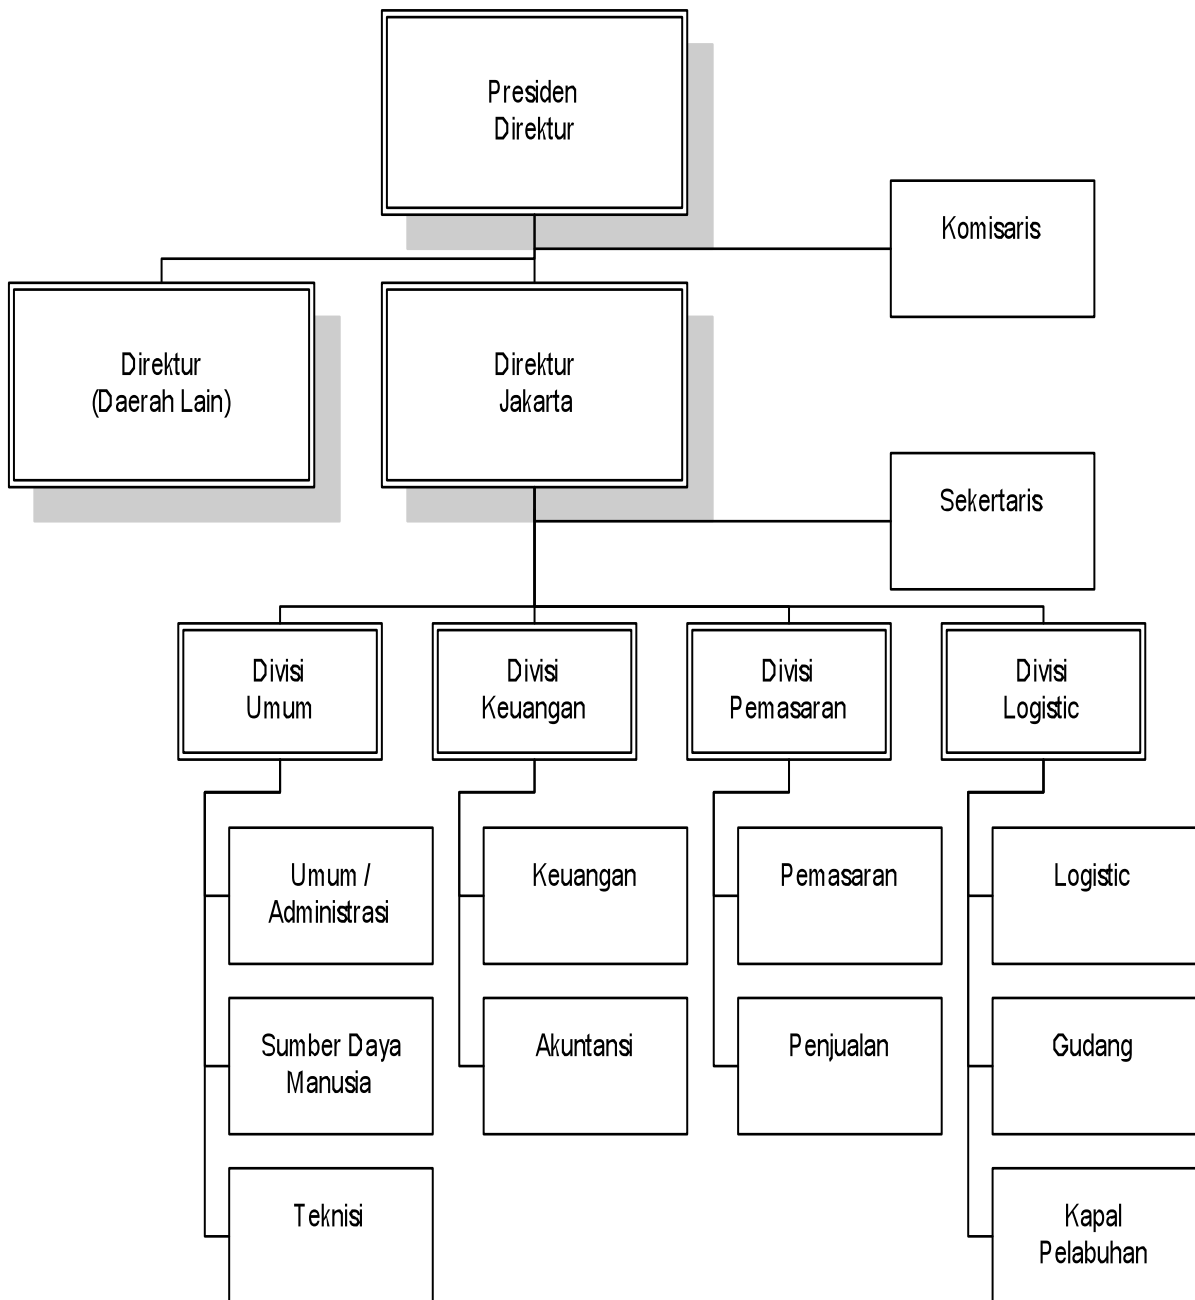 Presiden
Direktur
Komisaris
Direktur
(Daerah Lain)
Direktur
Jakarta
Sekertaris
Divisi
Umum
Divisi
Keuangan
Divisi
Pemasaran
Divisi
Logistic
Umum /
Administrasi
Keuangan
Pemasaran
Logistic
Sumber Daya
Manusia
Akuntansi
Penjualan
Gudang
Teknisi
Kapal
Pelabuhan